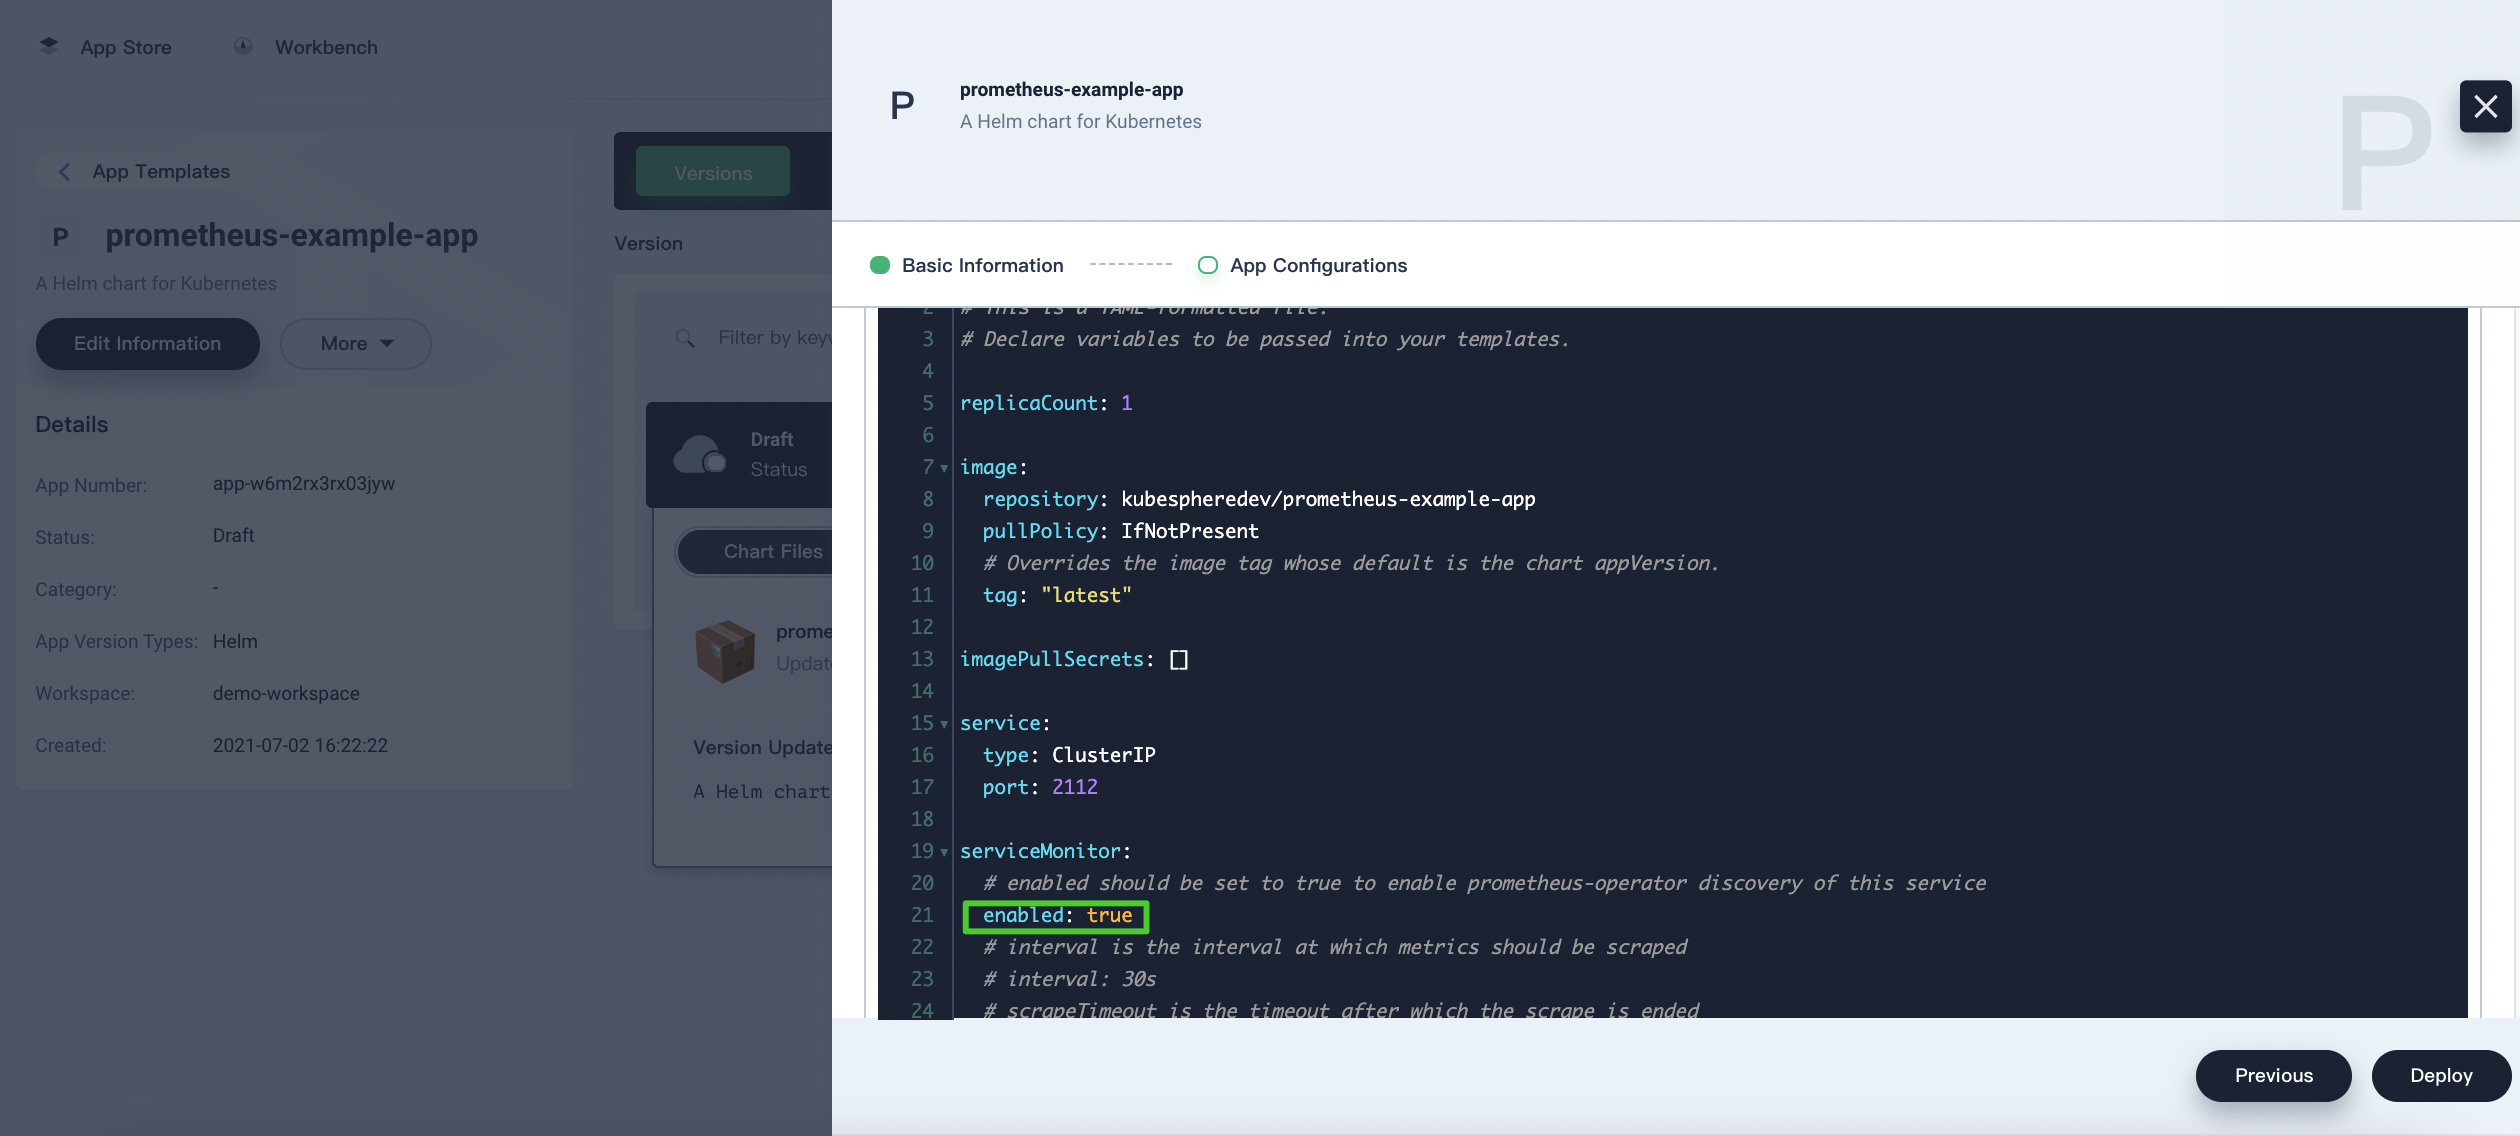 App Store
Workbench
App Templates
P
prometheus-example-app
A Helm chart for Kubernetes
Edit Information
More
Details
App Number: app-w6m2rx3rx03jyw
Status: Draft
Category: -
App Version Types: Helm
Workspace: demo-workspace
Created: 2021-07-02 16:22:22
Versions
Version
Filter by keyw
Draft
Status
Chart Files
prome
Update
Version Update
A Helm chart
P
prometheus-example-app
A Helm chart for Kubernetes
P
Basic Information
App Configurations
2 # This is a YAML-formatted file.
3 # Declare variables to be passed into your templates.
4
5 replicaCount: 1
6
7 image:
8 repository: kubespheredev/prometheus-example-app
9 pullPolicy: IfNotPresent
10 # Overrides the image tag whose default is the chart appVersion.
11 tag: "latest"
12
13 imagePullSecrets: []
14
15 service:
16 type: ClusterIP
17 port: 2112
18
19 serviceMonitor:
20 # enabled should be set to true to enable prometheus-operator discovery of this service
21 enabled: true
22 # interval is the interval at which metrics should be scraped
23 # interval: 30s
24 # scrapeTimeout is the timeout after which the scrape is ended
Previous
Deploy